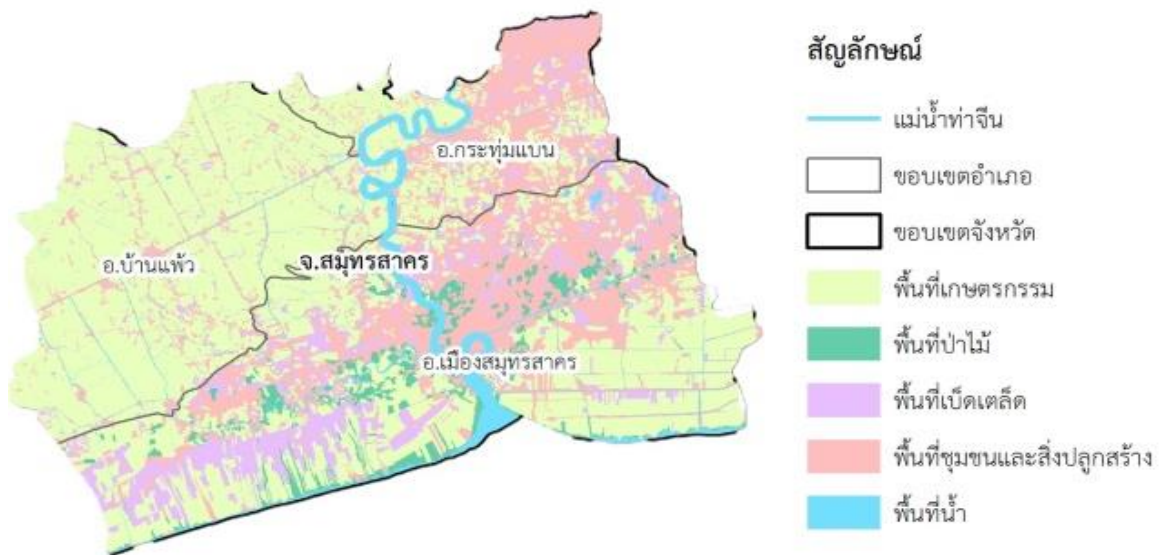 อ.กระทุ่มแบน
อ.บ้านแพ้ว
จ.สมุทรสาคร
อ.เมืองสมุทรสาคร
สัญลักษณ์
แม่น้ำท่าจีน
ขอบเขตอำเภอ
ขอบเขตจังหวัด
พื้นที่เกษตรกรรม
พื้นที่ป่าไม้
พื้นที่เบ็ดเตล็ด
พื้นที่ชุมชนและสิ่งปลูกสร้าง
พื้นที่น้ำ